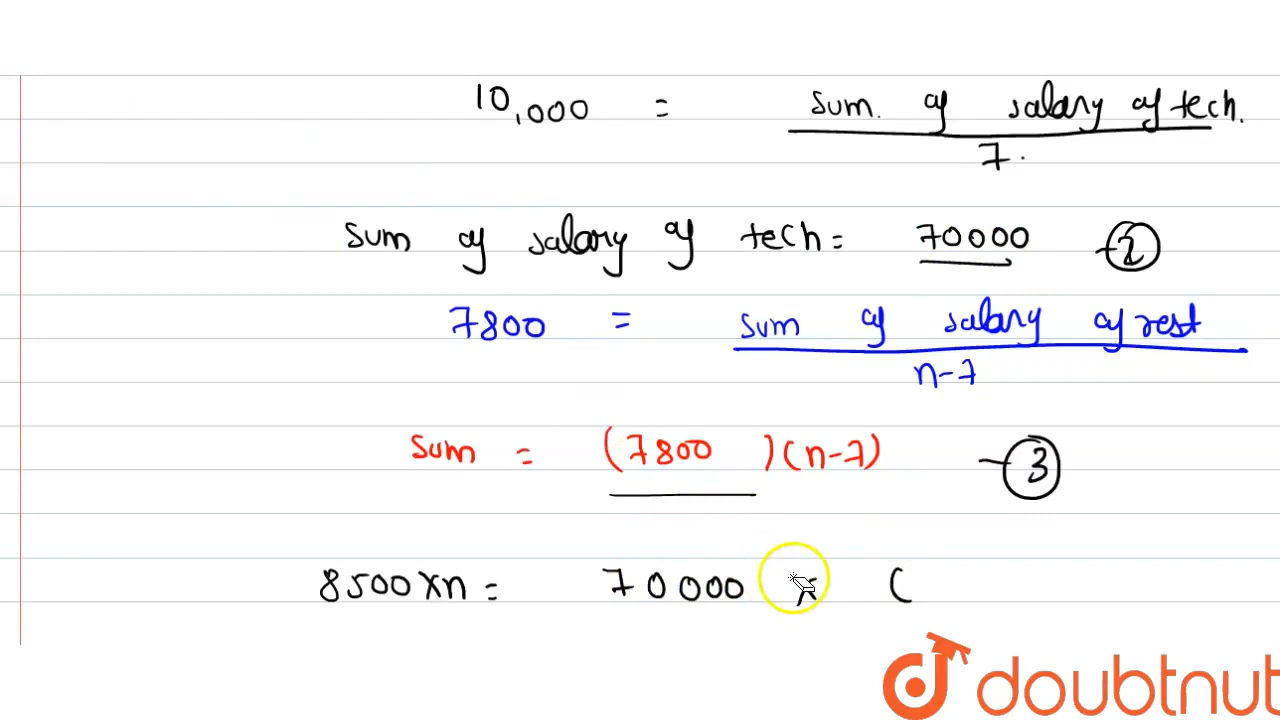 10,000 = sum. of salary of tech.
7.
sum of salary of tech = 70000 -②
7800 = sum of salary of rest
n-7
sum = (7800 )(n-7) -③
8500 X n = 70000 x (
doubtnut